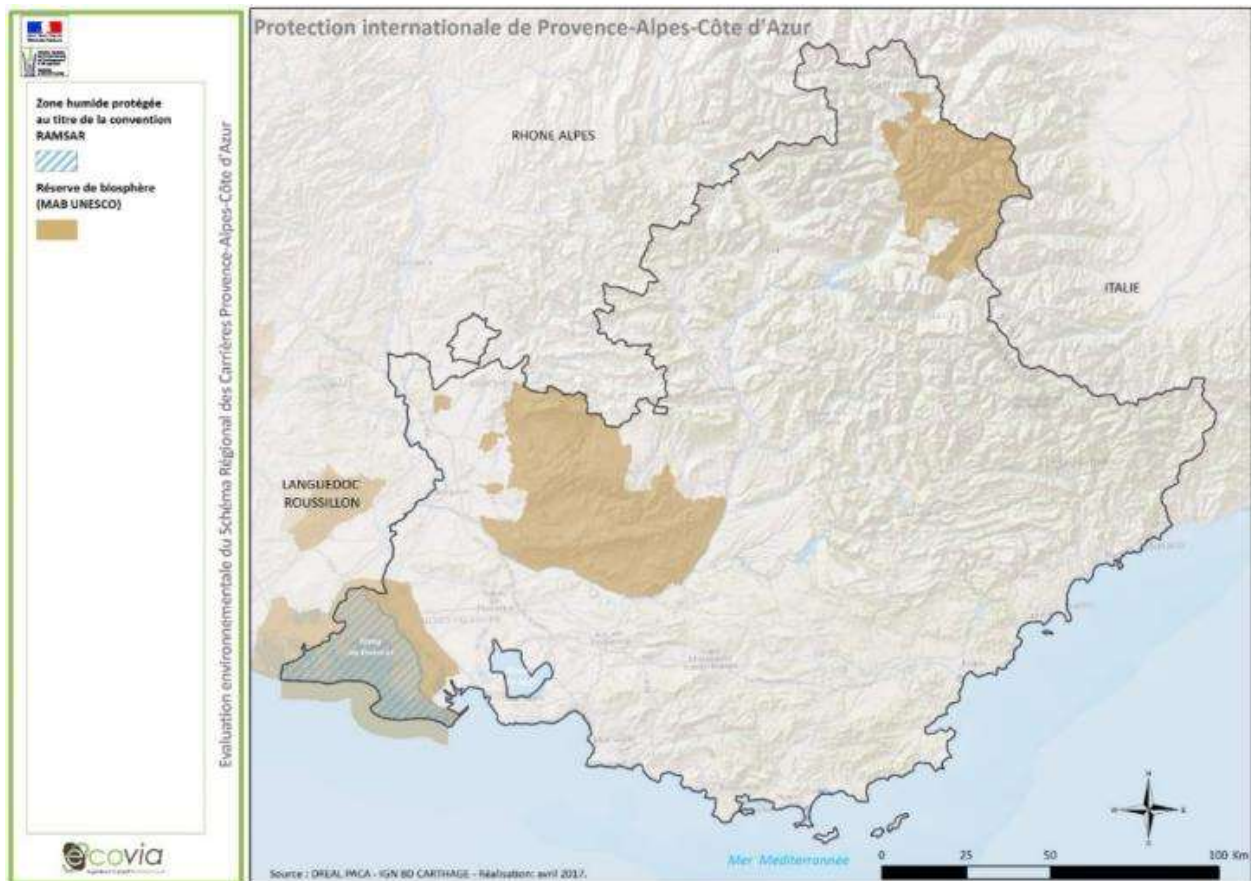 Protection internationale de Provence-Alpes-Côte d'Azur
Zone humide protégée
au titre de la convention
RAMSAR
Réserve de biosphère
(MAB UNESCO)
Evaluation environnementale du Schéma Régional des Carrières Provence-Alpes-Côte d'Azur
ecovia
RHONE ALPES
ITALIE
LANGUEDOC
ROUSSILLON
Mer Mediterrannée
0 25 50 100 Km
Source : DREAL PACA - IGN BD CARTHAGE - Réalisation: avril 2017.